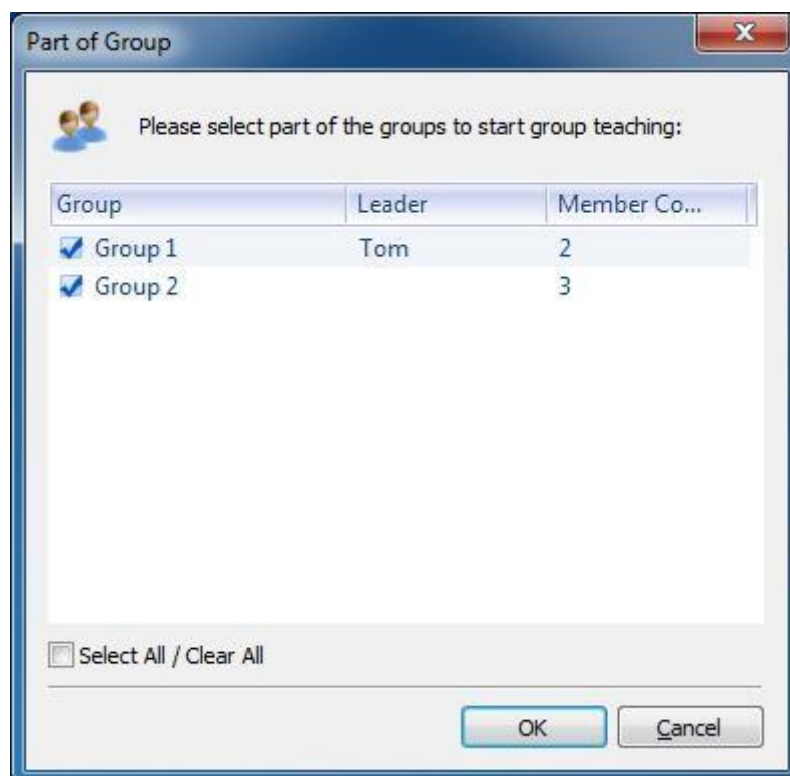 Part of Group
Please select part of the groups to start group teaching:
Group Leader Member Co...
Group 1 Tom 2
Group 2 3
Select All / Clear All
OK Cancel